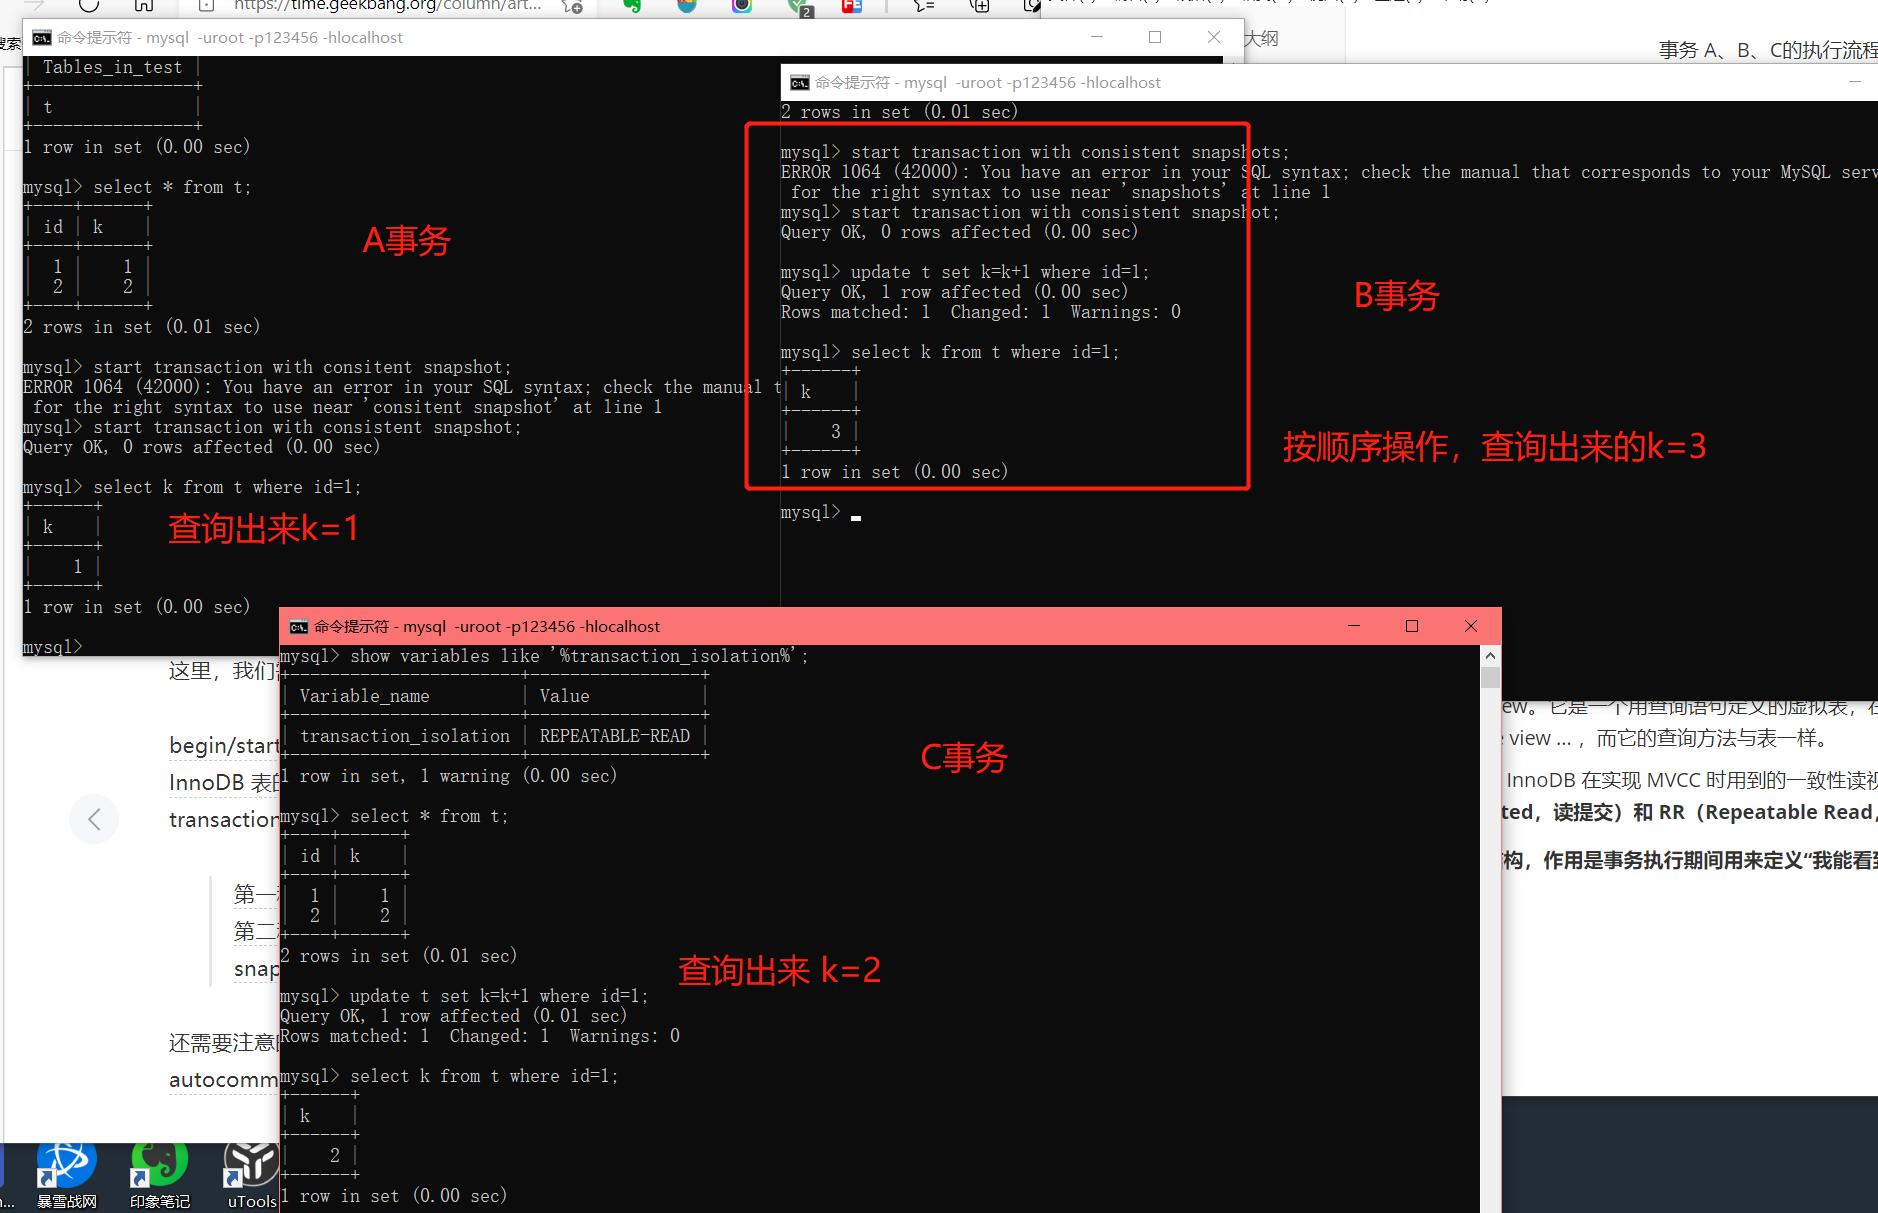 https://time.geekbang.org/column/art...
2
FE
搜索
大纲
事务 A、B、C的执行流程
命令提示符 - mysql  -uroot -p123456 -hlocalhost
| Tables_in_test |
+----------------+
| t              |
+----------------+
1 row in set (0.00 sec)
mysql> select * from t;
+----+------+
| id | k    |
+----+------+
|  1 |    1 |
|  2 |    2 |
+----+------+
2 rows in set (0.01 sec)
mysql> start transaction with consitent snapshot;
ERROR 1064 (42000): You have an error in your SQL syntax; check the manual t
 for the right syntax to use near 'consitent snapshot' at line 1
mysql> start transaction with consistent snapshot;
Query OK, 0 rows affected (0.00 sec)
mysql> select k from t where id=1;
+------+
| k    |
+------+
|    1 |
+------+
1 row in set (0.00 sec)
mysql>
A事务
查询出来k=1
命令提示符 - mysql  -uroot -p123456 -hlocalhost
2 rows in set (0.01 sec)
mysql> start transaction with consistent snapshots;
ERROR 1064 (42000): You have an error in your SQL syntax; check the manual that corresponds to your MySQL serv
 for the right syntax to use near 'snapshots' at line 1
mysql> start transaction with consistent snapshot;
Query OK, 0 rows affected (0.00 sec)
mysql> update t set k=k+1 where id=1;
Query OK, 1 row affected (0.00 sec)
Rows matched: 1  Changed: 1  Warnings: 0
mysql> select k from t where id=1;
+------+
| k    |
+------+
|    3 |
+------+
1 row in set (0.00 sec)
mysql>
B事务
按顺序操作，查询出来的k=3
命令提示符 - mysql  -uroot -p123456 -hlocalhost
mysql> show variables like '%transaction_isolation%';
+-----------------------+-----------------+
| Variable_name         | Value           |
+-----------------------+-----------------+
| transaction_isolation | REPEATABLE-READ |
+-----------------------+-----------------+
1 row in set, 1 warning (0.00 sec)
mysql> select * from t;
+----+------+
| id | k    |
+----+------+
|  1 |    1 |
|  2 |    2 |
+----+------+
2 rows in set (0.01 sec)
mysql> update t set k=k+1 where id=1;
Query OK, 1 row affected (0.01 sec)
Rows matched: 1  Changed: 1  Warnings: 0
mysql> select k from t where id=1;
+------+
| k    |
+------+
|    2 |
+------+
1 row in set (0.00 sec)
C事务
查询出来 k=2
这里，我们
begin/start
InnoDB 表的
transaction
第一
第二
snap
还需要注意
autocomm
ew。它是一个用查询语句定义的虚拟表，在
view ... ，而它的查询方法与表一样。
InnoDB 在实现 MVCC 时用到的一致性读视
ted，读提交）和 RR（Repeatable Read，
构，作用是事务执行期间用来定义“我能看到
暴雪战网
印象笔记
uTools